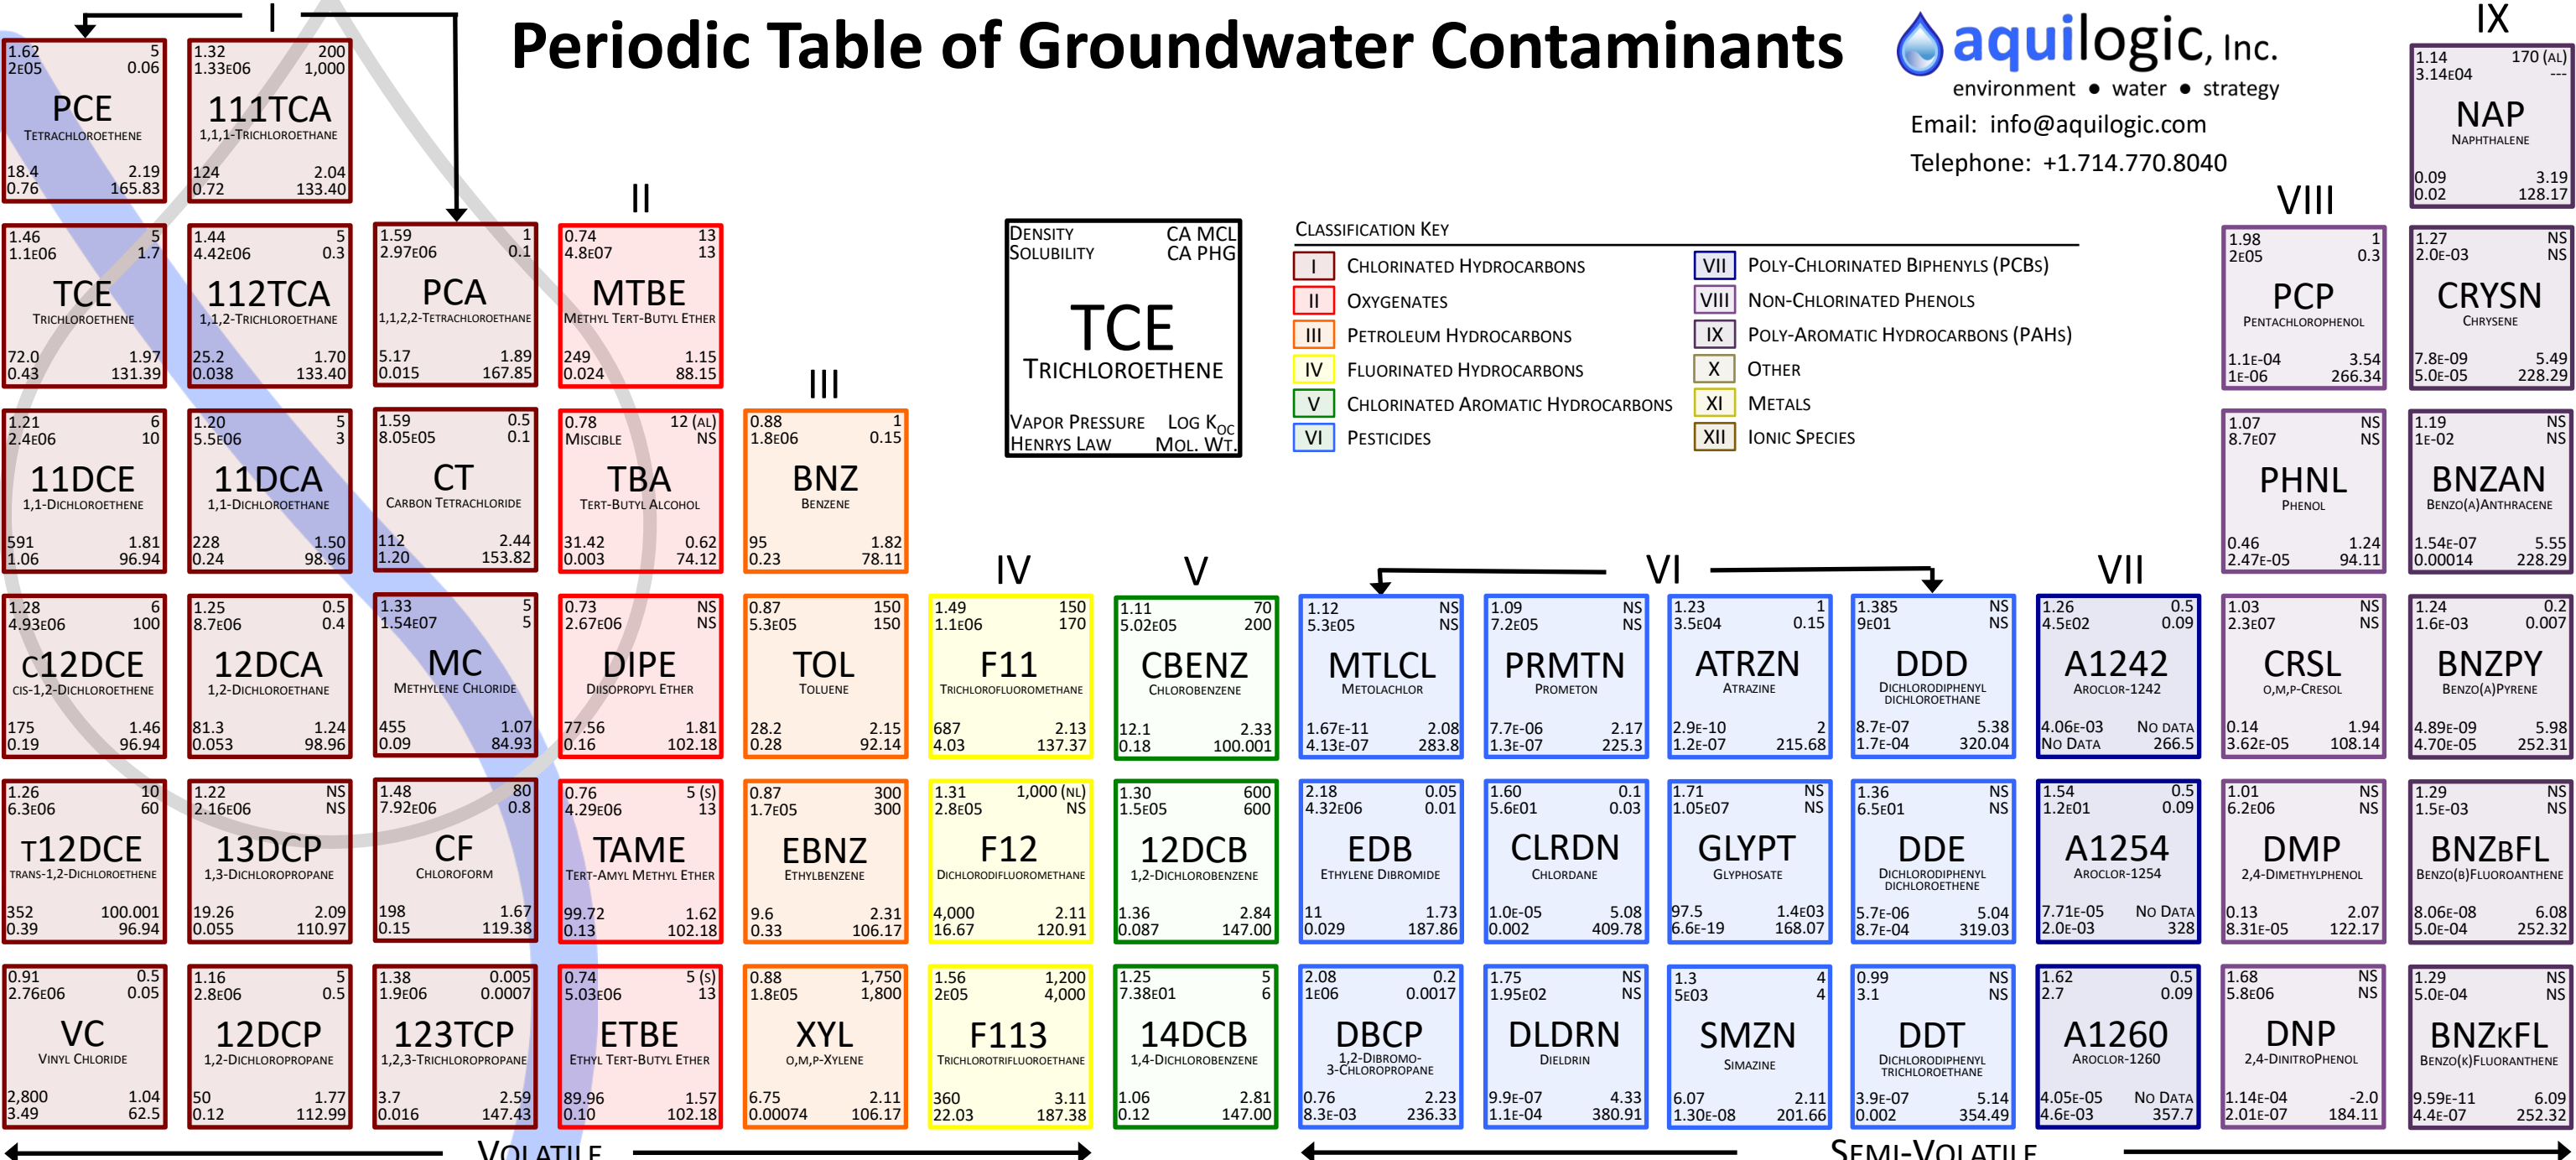 Periodic Table of Groundwater Contaminants
aquilogic, Inc.
environment ● water ● strategy
Email: info@aquilogic.com
Telephone: +1.714.770.8040
I
1.62 5
2E05 0.06
PCE
TETRACHLOROETHENE
18.4 2.19
0.76 165.83
1.32 200
1.33E06 1,000
111TCA
1,1,1-TRICHLOROETHANE
124 2.04
0.72 133.40
IX
1.14 170 (AL)
3.14E04 ---
NAP
NAPHTHALENE
0.09 3.19
0.02 128.17
1.46 5
1.1E06 1.7
TCE
TRICHLOROETHENE
72.0 1.97
0.43 131.39
1.44 5
4.42E06 0.3
112TCA
1,1,2-TRICHLOROETHANE
25.2 1.70
0.038 133.40
1.59 1
2.97E06 0.1
PCA
1,1,2,2-TETRACHLOROETHANE
5.17 1.89
0.015 167.85
II
0.74 13
4.8E07 13
MTBE
METHYL TERT-BUTYL ETHER
249 1.15
0.024 88.15
DENSITY CA MCL
SOLUBILITY CA PHG
TCE
TRICHLOROETHENE
VAPOR PRESSURE LOG KOC
HENRYS LAW MOL. WT.
CLASSIFICATION KEY
I CHLORINATED HYDROCARBONS
II OXYGENATES
III PETROLEUM HYDROCARBONS
IV FLUORINATED HYDROCARBONS
V CHLORINATED AROMATIC HYDROCARBONS
VI PESTICIDES
VII POLY-CHLORINATED BIPHENYLS (PCBS)
VIII NON-CHLORINATED PHENOLS
IX POLY-AROMATIC HYDROCARBONS (PAHS)
X OTHER
XI METALS
XII IONIC SPECIES
VIII
1.98 1
2E05 0.3
PCP
PENTACHLOROPHENOL
1.1E-04 3.54
1E-06 266.34
1.27 NS
2.0E-03 NS
CRYSN
CHRYSENE
7.8E-09 5.49
5.0E-05 228.29
1.21 6
2.4E06 10
11DCE
1,1-DICHLOROETHENE
591 1.81
1.06 96.94
1.20 5
5.5E06 3
11DCA
1,1-DICHLOROETHANE
228 1.50
0.24 98.96
1.59 0.5
8.05E05 0.1
CT
CARBON TETRACHLORIDE
112 2.44
1.20 153.82
0.78 12 (AL)
MISCIBLE NS
TBA
TERT-BUTYL ALCOHOL
31.42 0.62
0.003 74.12
III
0.88 1
1.8E06 0.15
BNZ
BENZENE
95 1.82
0.23 78.11
1.07 NS
8.7E07 NS
PHNL
PHENOL
0.46 1.24
2.47E-05 94.11
1.19 NS
1E-02 NS
BNZAN
BENZO(A)ANTHRACENE
1.54E-07 5.55
0.00014 228.29
1.28 6
4.93E06 100
C12DCE
CIS-1,2-DICHLOROETHENE
175 1.46
0.19 96.94
1.25 0.5
8.7E06 0.4
12DCA
1,2-DICHLOROETHANE
81.3 1.24
0.053 98.96
1.33 5
1.54E07 5
MC
METHYLENE CHLORIDE
455 1.07
0.09 84.93
0.73 NS
2.67E06 NS
DIPE
DIISOPROPYL ETHER
77.56 1.81
0.16 102.18
0.87 150
5.3E05 150
TOL
TOLUENE
28.2 2.15
0.28 92.14
IV
1.49 150
1.1E06 170
F11
TRICHLOROFLUOROMETHANE
687 2.13
4.03 137.37
V
1.11 70
5.02E05 200
CBENZ
CHLOROBENZENE
12.1 2.33
0.18 100.001
VI
1.12 NS
5.3E05 NS
MTLCL
METOLACHLOR
1.67E-11 2.08
4.13E-07 283.8
1.09 NS
7.2E05 NS
PRMTN
PROMETON
7.7E-06 2.17
1.3E-07 225.3
1.23 1
3.5E04 0.15
ATRZN
ATRAZINE
2.9E-10 2
1.2E-07 215.68
1.385 NS
9E01 NS
DDD
DICHLORODIPHENYL
DICHLOROETHANE
8.7E-07 5.38
1.7E-04 320.04
VII
1.26 0.5
4.5E02 0.09
A1242
AROCLOR-1242
4.06E-03 NO DATA
NO DATA 266.5
1.03 NS
2.3E07 NS
CRSL
O,M,P-CRESOL
0.14 1.94
3.62E-05 108.14
1.24 0.2
1.6E-03 0.007
BNZPY
BENZO(A)PYRENE
4.89E-09 5.98
4.70E-05 252.31
1.26 10
6.3E06 60
T12DCE
TRANS-1,2-DICHLOROETHENE
352 100.001
0.39 96.94
1.22 NS
2.16E06 NS
13DCP
1,3-DICHLOROPROPANE
19.26 2.09
0.055 110.97
1.48 80
7.92E06 0.8
CF
CHLOROFORM
198 1.67
0.15 119.38
0.76 5 (S)
4.29E06 13
TAME
TERT-AMYL METHYL ETHER
99.72 1.62
0.13 102.18
0.87 300
1.7E05 300
EBNZ
ETHYLBENZENE
9.6 2.31
0.33 106.17
1.31 1,000 (NL)
2.8E05 NS
F12
DICHLORODIFLUOROMETHANE
4,000 2.11
16.67 120.91
1.30 600
1.5E05 600
12DCB
1,2-DICHLOROBENZENE
1.36 2.84
0.087 147.00
2.18 0.05
4.32E06 0.01
EDB
ETHYLENE DIBROMIDE
11 1.73
0.029 187.86
1.60 0.1
5.6E01 0.03
CLRDN
CHLORDANE
1.0E-05 5.08
0.002 409.78
1.71 NS
1.05E07 NS
GLYPT
GLYPHOSATE
97.5 1.4E03
6.6E-19 168.07
1.36 NS
6.5E01 NS
DDE
DICHLORODIPHENYL
DICHLOROETHENE
5.7E-06 5.04
8.7E-04 319.03
1.54 0.5
1.2E01 0.09
A1254
AROCLOR-1254
7.71E-05 NO DATA
2.0E-03 328
1.01 NS
6.2E06 NS
DMP
2,4-DIMETHYLPHENOL
0.13 2.07
8.31E-05 122.17
1.29 NS
1.5E-03 NS
BNZBFL
BENZO(B)FLUOROANTHENE
8.06E-08 6.08
5.0E-04 252.32
0.91 0.5
2.76E06 0.05
VC
VINYL CHLORIDE
2,800 1.04
3.49 62.5
1.16 5
2.8E06 0.5
12DCP
1,2-DICHLOROPROPANE
50 1.77
0.12 112.99
1.38 0.005
1.9E06 0.0007
123TCP
1,2,3-TRICHLOROPROPANE
3.7 2.59
0.016 147.43
0.74 5 (S)
5.03E06 13
ETBE
ETHYL TERT-BUTYL ETHER
89.96 1.57
0.10 102.18
0.88 1,750
1.8E05 1,800
XYL
O,M,P-XYLENE
6.75 2.11
0.00074 106.17
1.56 1,200
2E05 4,000
F113
TRICHLOROTRIFLUOROETHANE
360 3.11
22.03 187.38
1.25 5
7.38E01 6
14DCB
1,4-DICHLOROBENZENE
1.06 2.81
0.12 147.00
2.08 0.2
1E06 0.0017
DBCP
1,2-DIBROMO-
3-CHLOROPROPANE
0.76 2.23
8.3E-03 236.33
1.75 NS
1.95E02 NS
DLDRN
DIELDRIN
9.9E-07 4.33
1.1E-04 380.91
1.3 4
5E03 4
SMZN
SIMAZINE
6.07 2.11
1.30E-08 201.66
0.99 NS
3.1 NS
DDT
DICHLORODIPHENYL
TRICHLOROETHANE
3.9E-07 5.14
0.002 354.49
1.62 0.5
2.7 0.09
A1260
AROCLOR-1260
4.05E-05 NO DATA
4.6E-03 357.7
1.68 NS
5.8E06 NS
DNP
2,4-DINITROPHENOL
1.14E-04 -2.0
2.01E-07 184.11
1.29 NS
5.0E-04 NS
BNZKFL
BENZO(K)FLUORANTHENE
9.59E-11 6.09
4.4E-07 252.32
VOLATILE
SEMI-VOLATILE